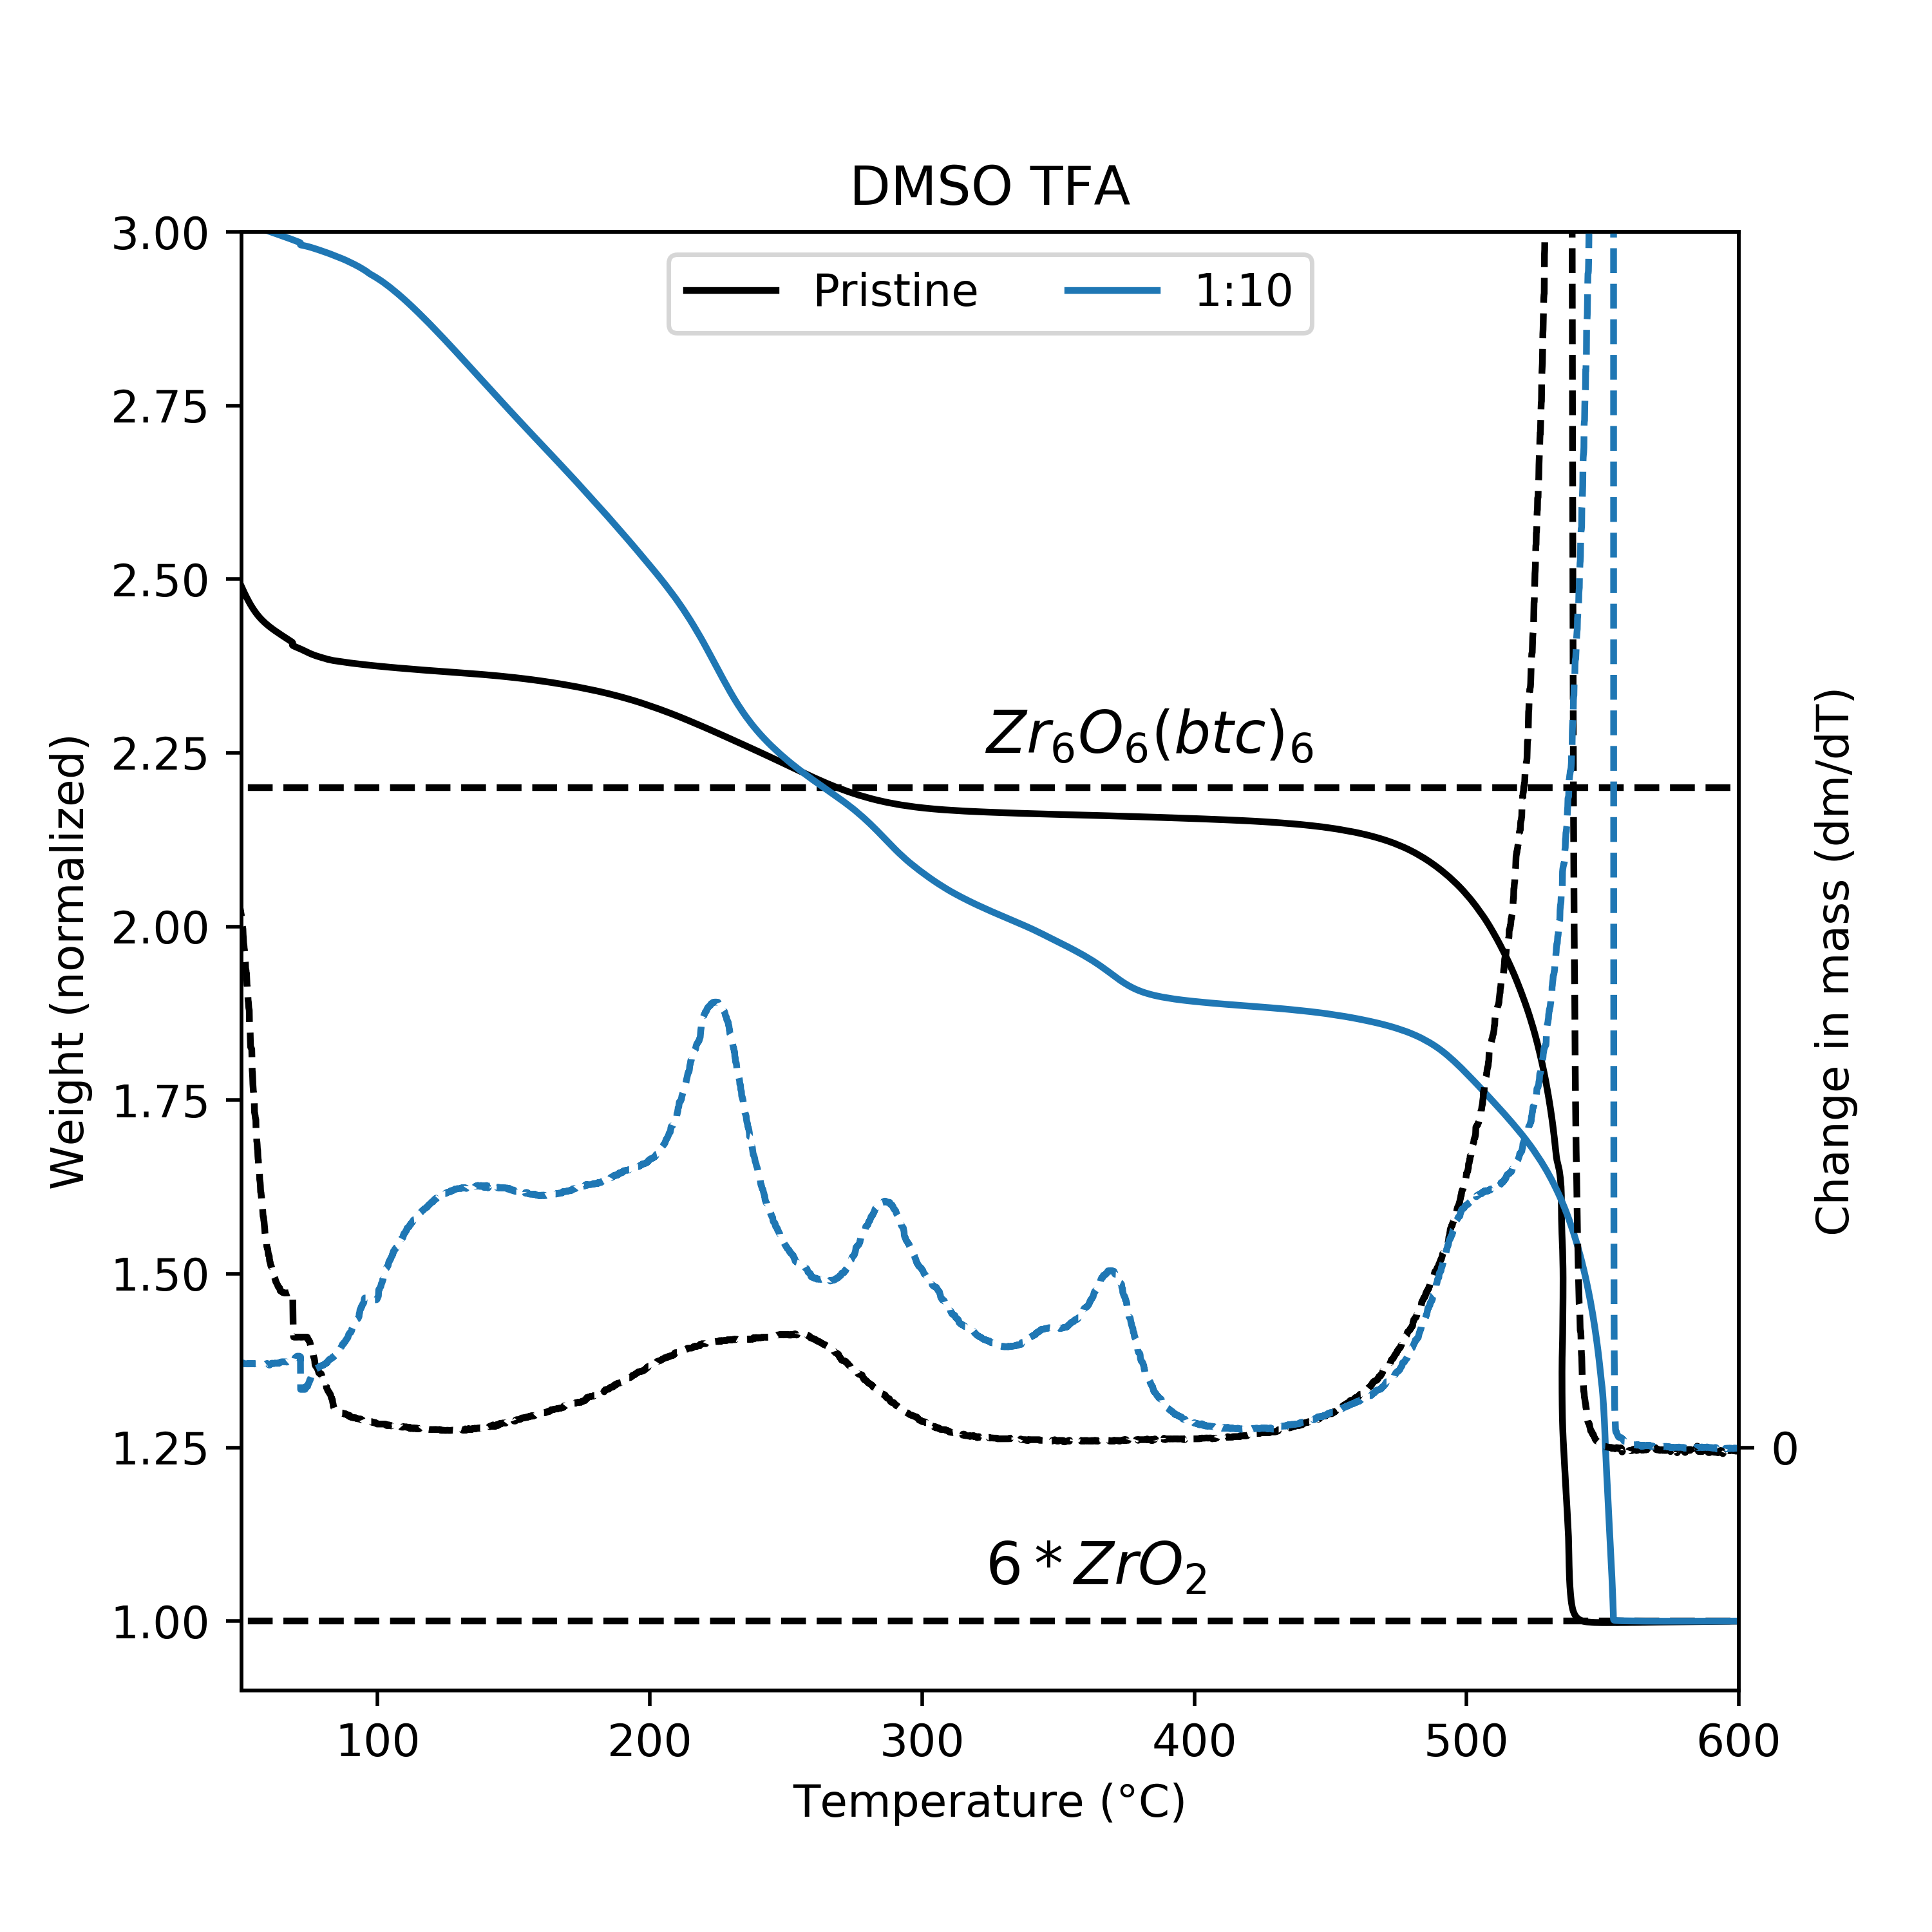 DMSO TFA
Pristine 1:10
3.00
2.75
2.50
2.25
2.00
1.75
1.50
1.25
1.00
Weight (normalized)
Zr₆O₆(btc)₆
6 * ZrO₂
Change in mass (dm/dT)
0
100 200 300 400 500 600
Temperature (°C)